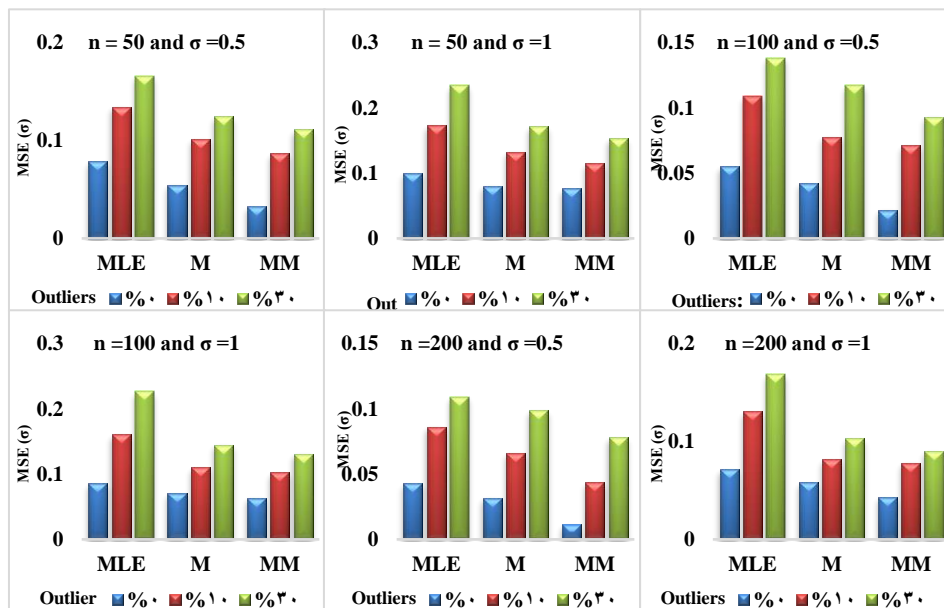 n = 50 and σ =0.5
0.2
0.1
0
MSE (σ)
MLE M MM
Outliers %٠ %١٠ %٣٠
n = 50 and σ =1
0.3
0.2
0.1
0
MSE (σ)
MLE M MM
Out %٠ %١٠ %٣٠
n =100 and σ =0.5
0.15
0.1
0.05
0
MSE (σ)
MLE M MM
Outliers: %٠ %١٠ %٣٠
n =100 and σ =1
0.3
0.2
0.1
0
MSE (σ)
MLE M MM
Outlier %٠ %١٠ %٣٠
n =200 and σ =0.5
0.15
0.1
0.05
0
MSE (σ)
MLE M MM
Outliers %٠ %١٠ %٣٠
n =200 and σ =1
0.2
0.1
0
MSE (σ)
MLE M MM
Outliers %٠ %١٠ %٣٠